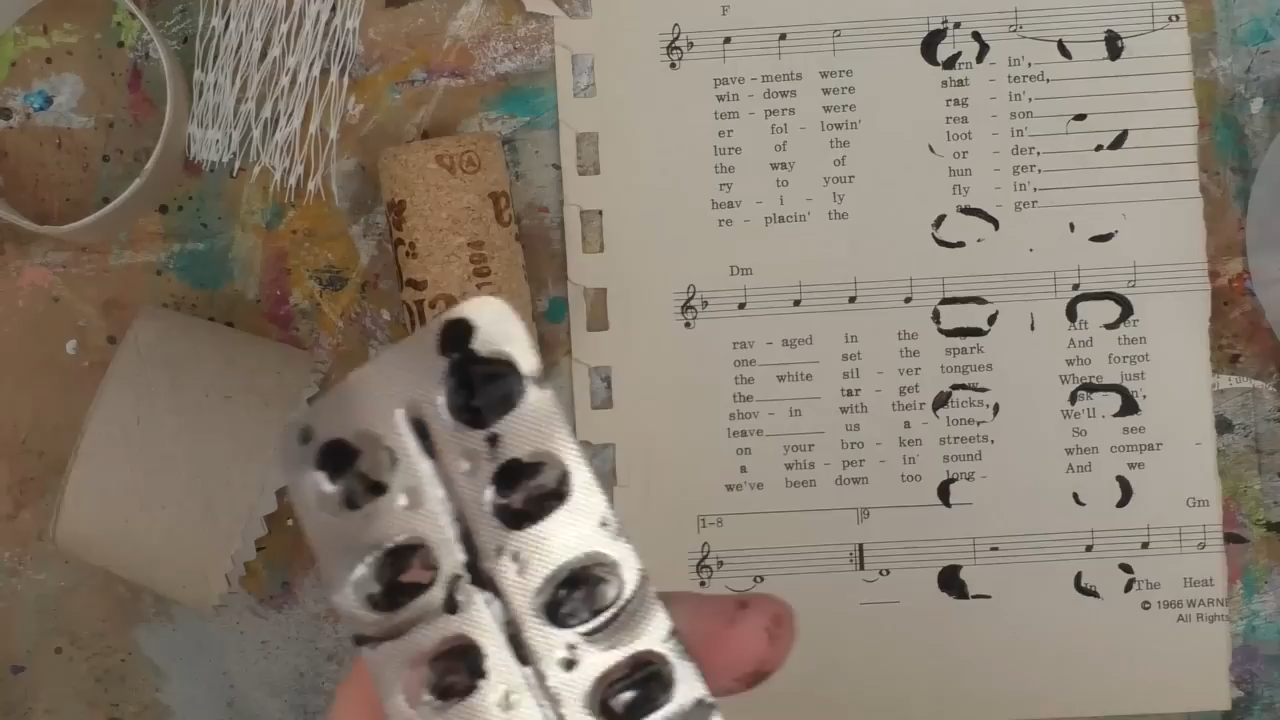 F
pave - ments were in',
win - dows were shat - tered,
tem - pers were rag - in',
er fol - lowin' rea - son
lure of the loot - in'
the way of or - der,
ry to your hun - ger,
heav - i - ly fly - in',
re - placin' the - ger
Dm
rav - aged in the Aft - er
one set the spark And then
the white sil - ver tongues who forgot
the tar - get Where just
shov - in with their sticks,
leave us a - lone, We'll
on your bro - ken streets, So see
a whis - per - in' sound when compar -
we've been down too long - And we
Gm
1-8 9
The Heat
© 1966 WARNE
All Rights